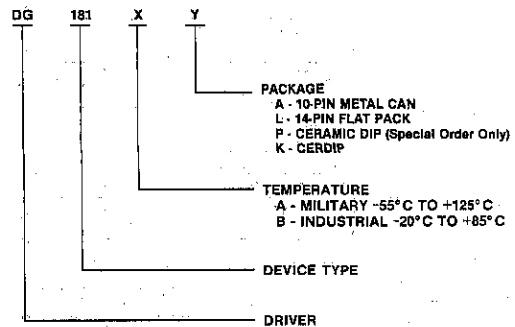 DG 181 X Y
PACKAGE
A - 10-PIN METAL CAN
L - 14-PIN FLAT PACK
P - CERAMIC DIP (Special Order Only)
K - CERDIP
TEMPERATURE
A - MILITARY -55°C TO +125°C
B - INDUSTRIAL -20°C TO +85°C
DEVICE TYPE
DRIVER